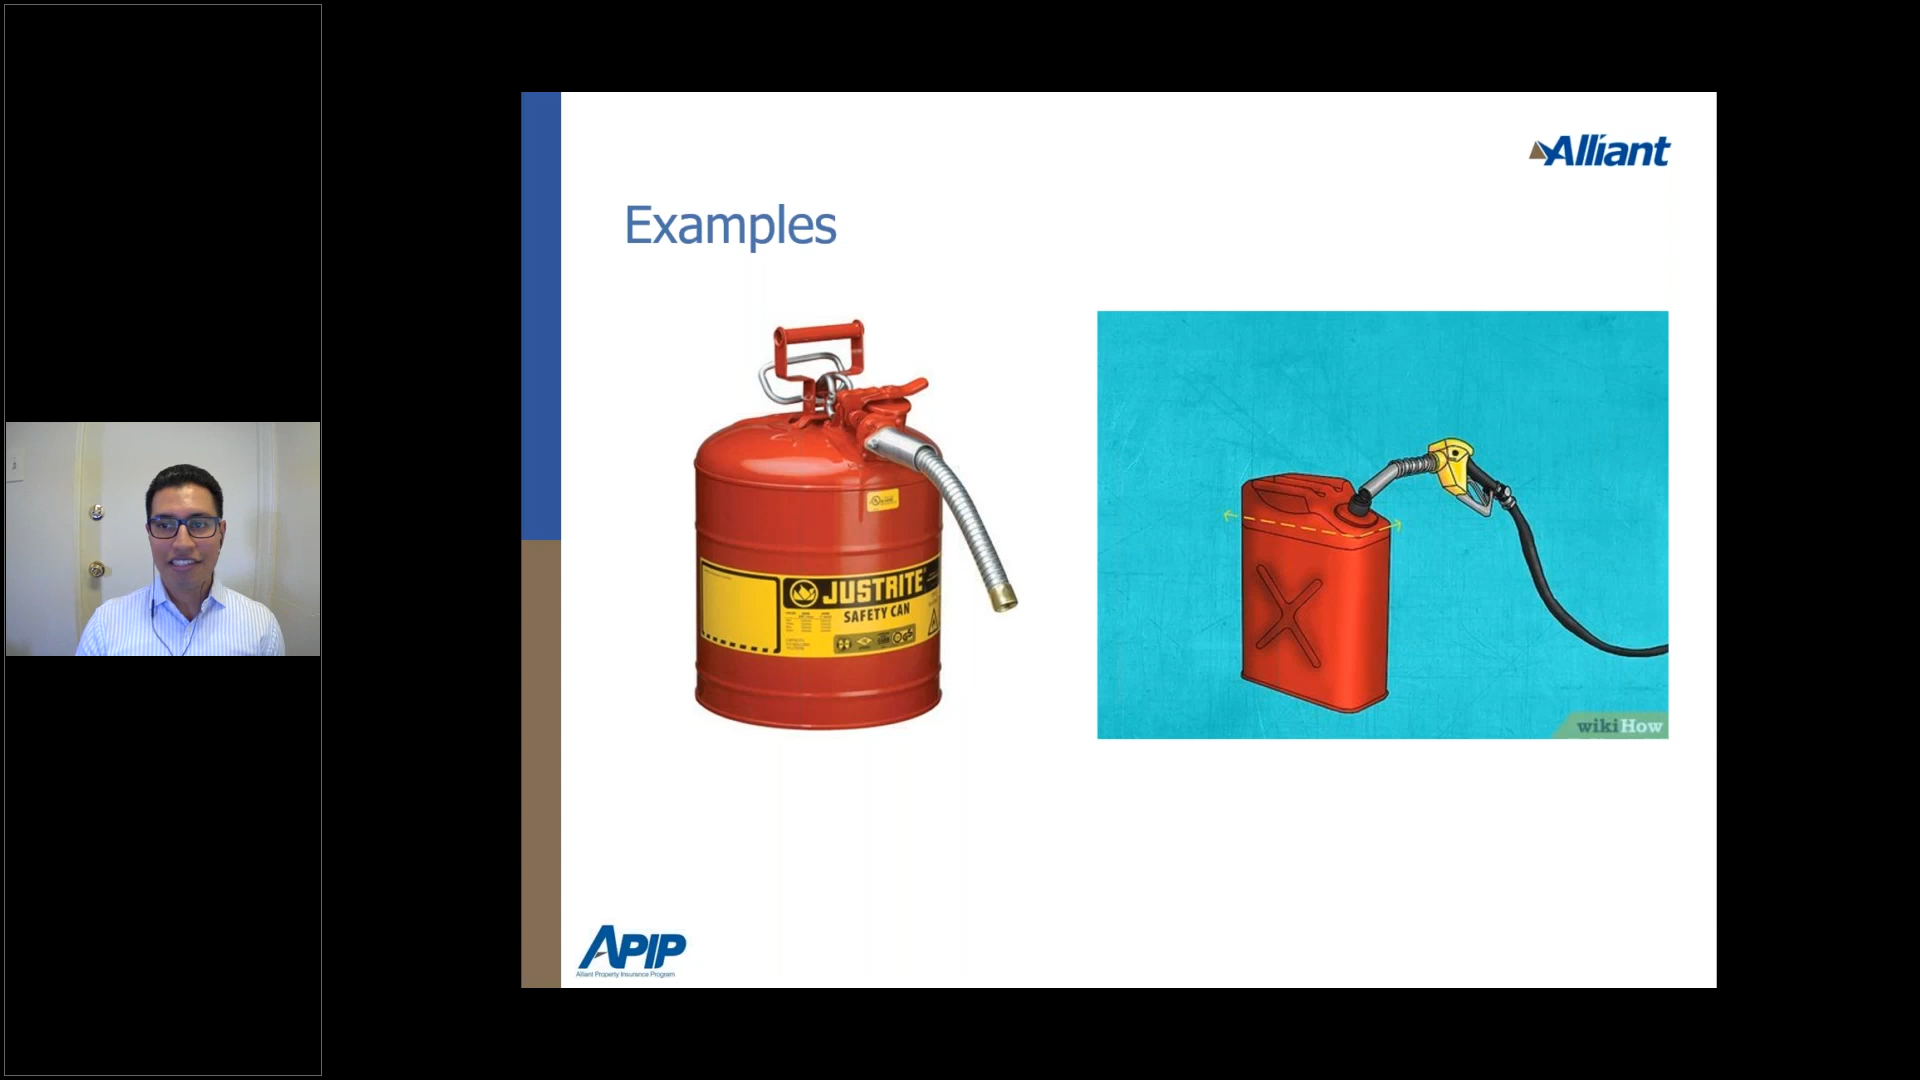 Alliant
Examples
JUSTRITE
SAFETY CAN
wikiHow
APIP
Alliant Property Insurance Program